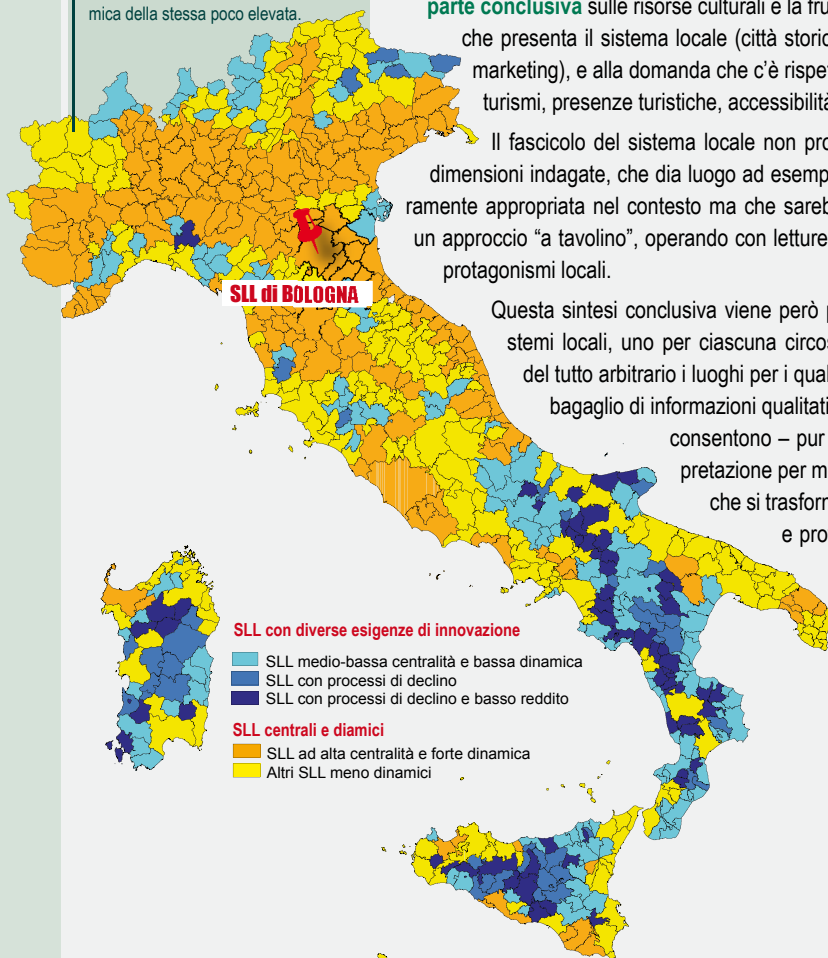 mica della stessa poco elevata.
parte conclusiva sulle risorse culturali e la fru
che presenta il sistema locale (città storic
marketing), e alla domanda che c'è rispet
turismi, presenze turistiche, accessibilità
Il fascicolo del sistema locale non pro
dimensioni indagate, che dia luogo ad esemp
ramente appropriata nel contesto ma che sareb
un approccio “a tavolino”, operando con letture
protagonismi locali.
Questa sintesi conclusiva viene però p
stemi locali, uno per ciascuna circos
del tutto arbitrario i luoghi per i qual
bagaglio di informazioni qualitati
consentono – pur
pretazione per m
che si trasform
e pro
SLL di BOLOGNA
SLL con diverse esigenze di innovazione
SLL medio-bassa centralità e bassa dinamica
SLL con processi di declino
SLL con processi di declino e basso reddito
SLL centrali e diamici
SLL ad alta centralità e forte dinamica
Altri SLL meno dinamici